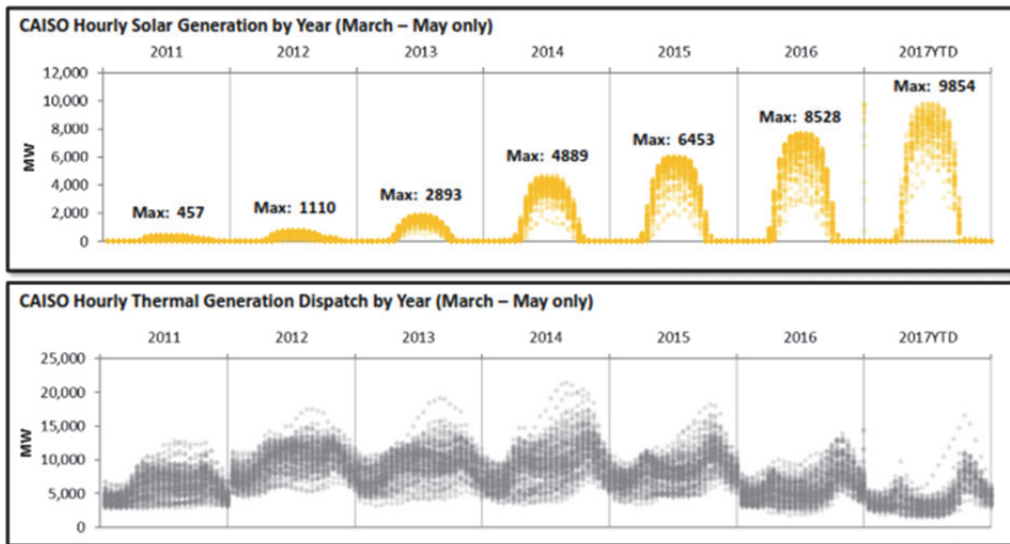 CAISO Hourly Solar Generation by Year (March – May only)
2011 2012 2013 2014 2015 2016 2017YTD
12,000
10,000
8,000
6,000
4,000
2,000
0
MW
Max: 457
Max: 1110
Max: 2893
Max: 4889
Max: 6453
Max: 8528
Max: 9854
CAISO Hourly Thermal Generation Dispatch by Year (March – May only)
2011 2012 2013 2014 2015 2016 2017YTD
25,000
20,000
15,000
10,000
5,000
0
MW